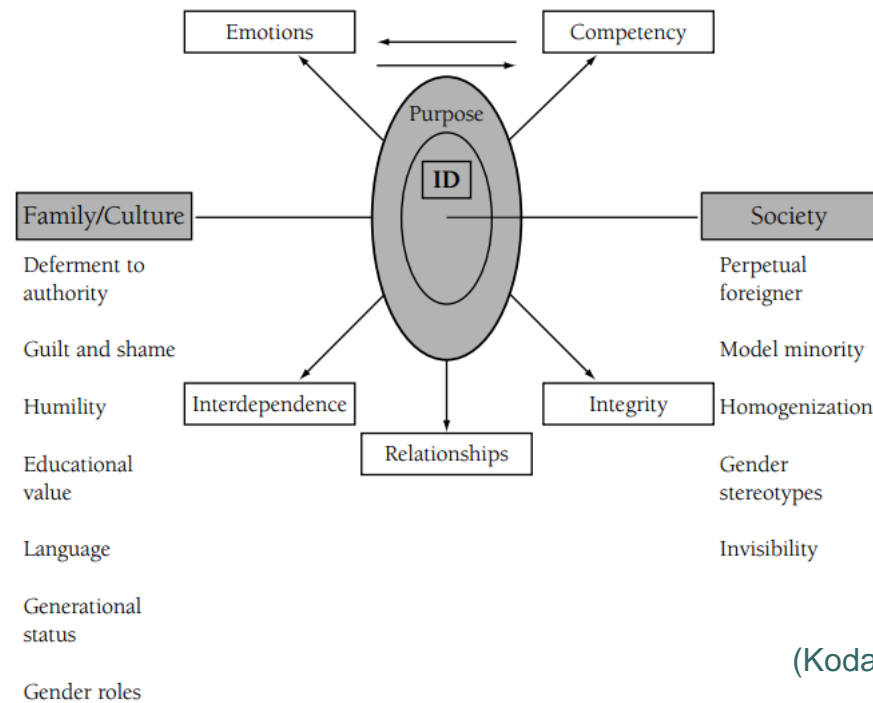 Emotions
Competency
Purpose
ID
Family/Culture
Society
Deferment to
authority
Guilt and shame
Humility
Educational
value
Language
Generational
status
Gender roles
Perpetual
foreigner
Model minority
Homogenization
Gender
stereotypes
Invisibility
Interdependence
Relationships
Integrity
(Koda